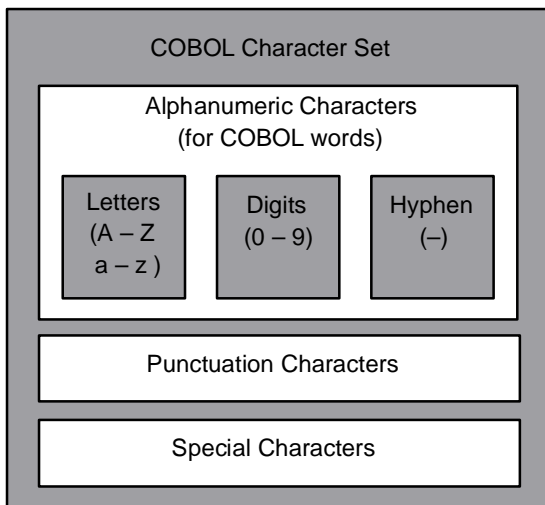 COBOL Character Set
Alphanumeric Characters
(for COBOL words)
Letters
(A – Z
a – z )
Digits
(0 – 9)
Hyphen
(–)
Punctuation Characters
Special Characters